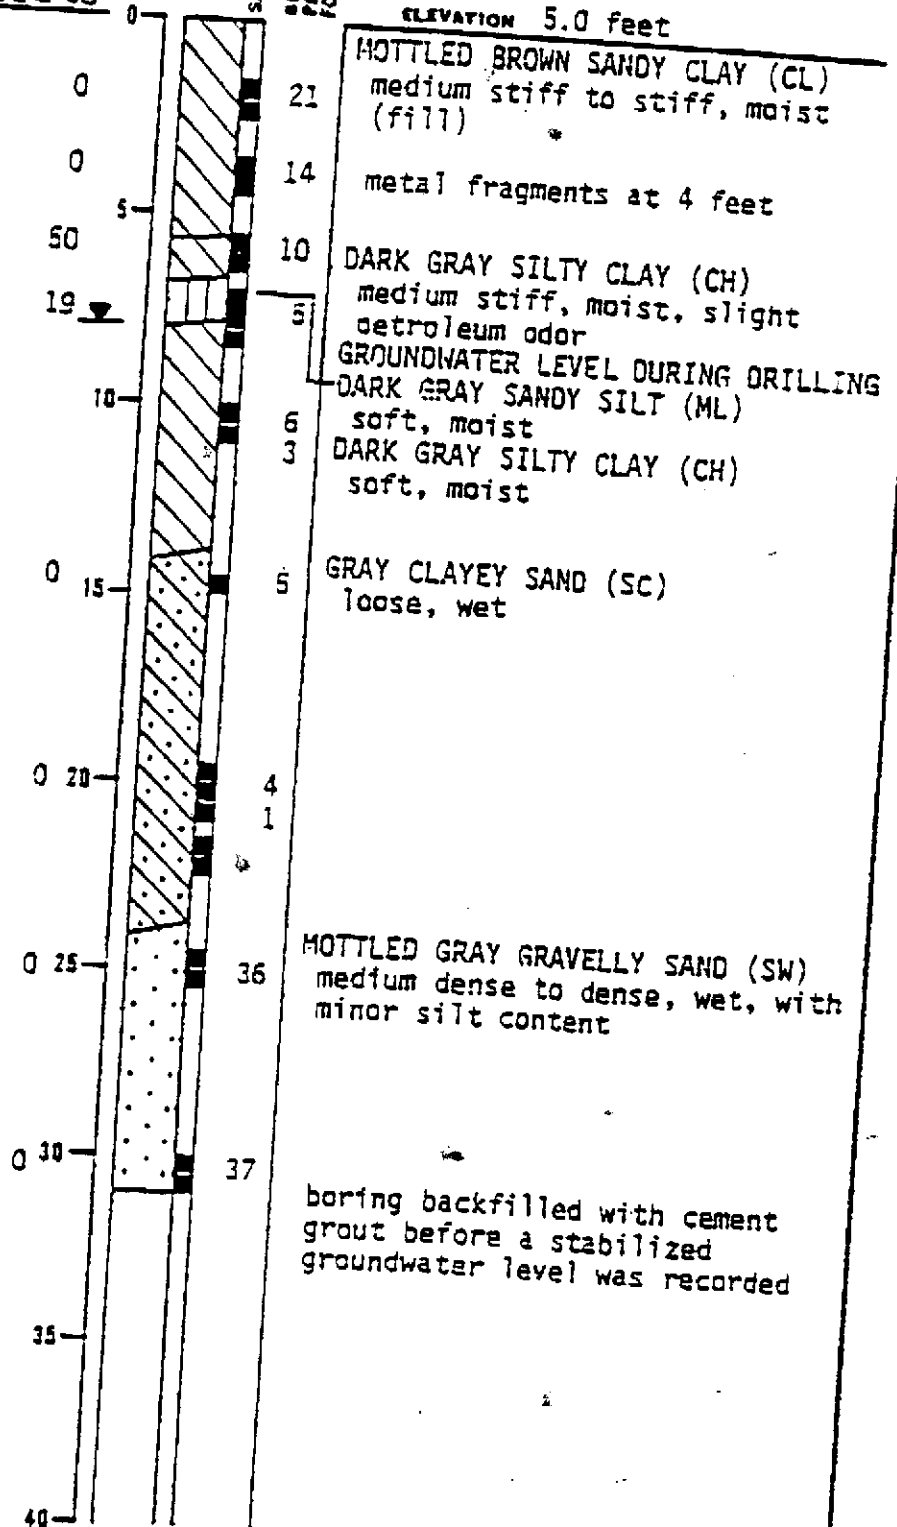 ELEVATION 5.0 feet
0
MOTTLED BROWN SANDY CLAY (CL)
0 21 medium stiff to stiff, moist
(fill)
0 14 metal fragments at 4 feet
5
50 10 DARK GRAY SILTY CLAY (CH)
19 5 medium stiff, moist, slight
petroleum odor
GROUNDWATER LEVEL DURING DRILLING
10 DARK GRAY SANDY SILT (ML)
6 soft, moist
3 DARK GRAY SILTY CLAY (CH)
soft, moist
0 15 5 GRAY CLAYEY SAND (SC)
loose, wet
0 20 4
1
0 25 36 MOTTLED GRAY GRAVELLY SAND (SW)
medium dense to dense, wet, with
minor silt content
0 30 37
boring backfilled with cement
grout before a stabilized
groundwater level was recorded
35
40